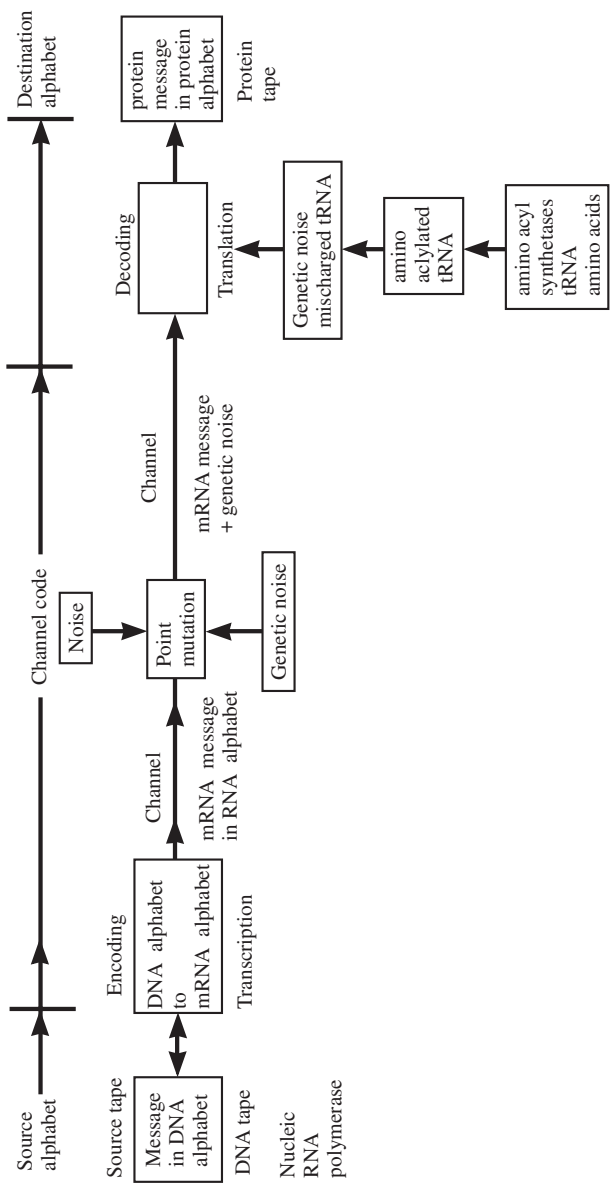 Source
alphabet
Channel code
Destination
alphabet
Source tape
Message
in DNA
alphabet
DNA tape
Nucleic
RNA
polymerase
Encoding
DNA alphabet
to
mRNA alphabet
Transcription
Channel
mRNA message
in RNA alphabet
Noise
Point
mutation
Genetic noise
Channel
mRNA message
+ genetic noise
Decoding
Translation
Genetic noise
mischarged tRNA
amino
aclylated
tRNA
amino acyl
synthetases
tRNA
amino acids
protein
message
in protein
alphabet
Protein
tape